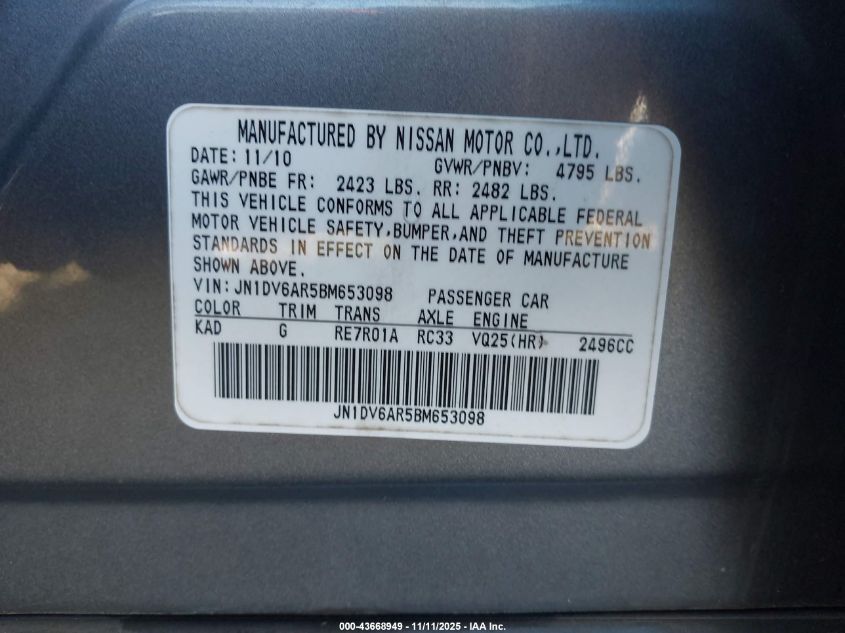 MANUFACTURED BY NISSAN MOTOR CO.,LTD.
DATE: 11/10 GVWR/PNBV: 4795 LBS.
GAWR/PNBE FR: 2423 LBS. RR: 2482 LBS.
THIS VEHICLE CONFORMS TO ALL APPLICABLE FEDERAL
MOTOR VEHICLE SAFETY,BUMPER,AND THEFT PREVENTION
STANDARDS IN EFFECT ON THE DATE OF MANUFACTURE
SHOWN ABOVE.
VIN: JN1DV6AR5BM653098 PASSENGER CAR
COLOR TRIM TRANS AXLE ENGINE
KAD G RE7R01A RC33 VQ25(HR) 2496CC
JN1DV6AR5BM653098
000-43668949 - 11/11/2025 - IAA Inc.